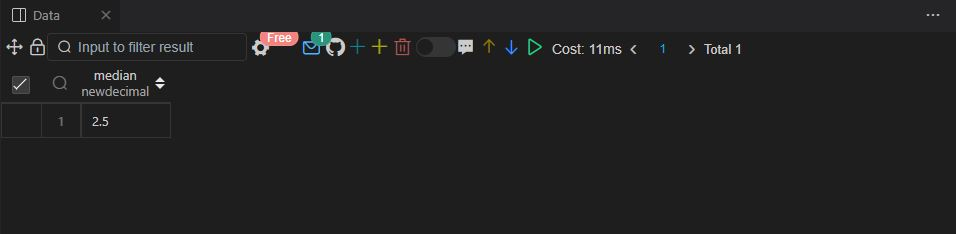 Data
Input to filter result
Free
1
Cost: 11ms
1
Total 1
median
newdecimal
1
2.5